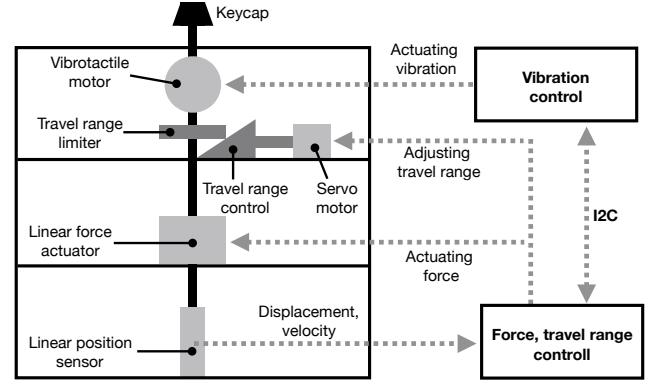 Keycap
Vibrotactile
motor
Actuating
vibration
Vibration
control
Travel range
limiter
Adjusting
travel range
Travel range
control
Servo
motor
I2C
Linear force
actuator
Actuating
force
Displacement,
velocity
Linear position
sensor
Force, travel range
controll